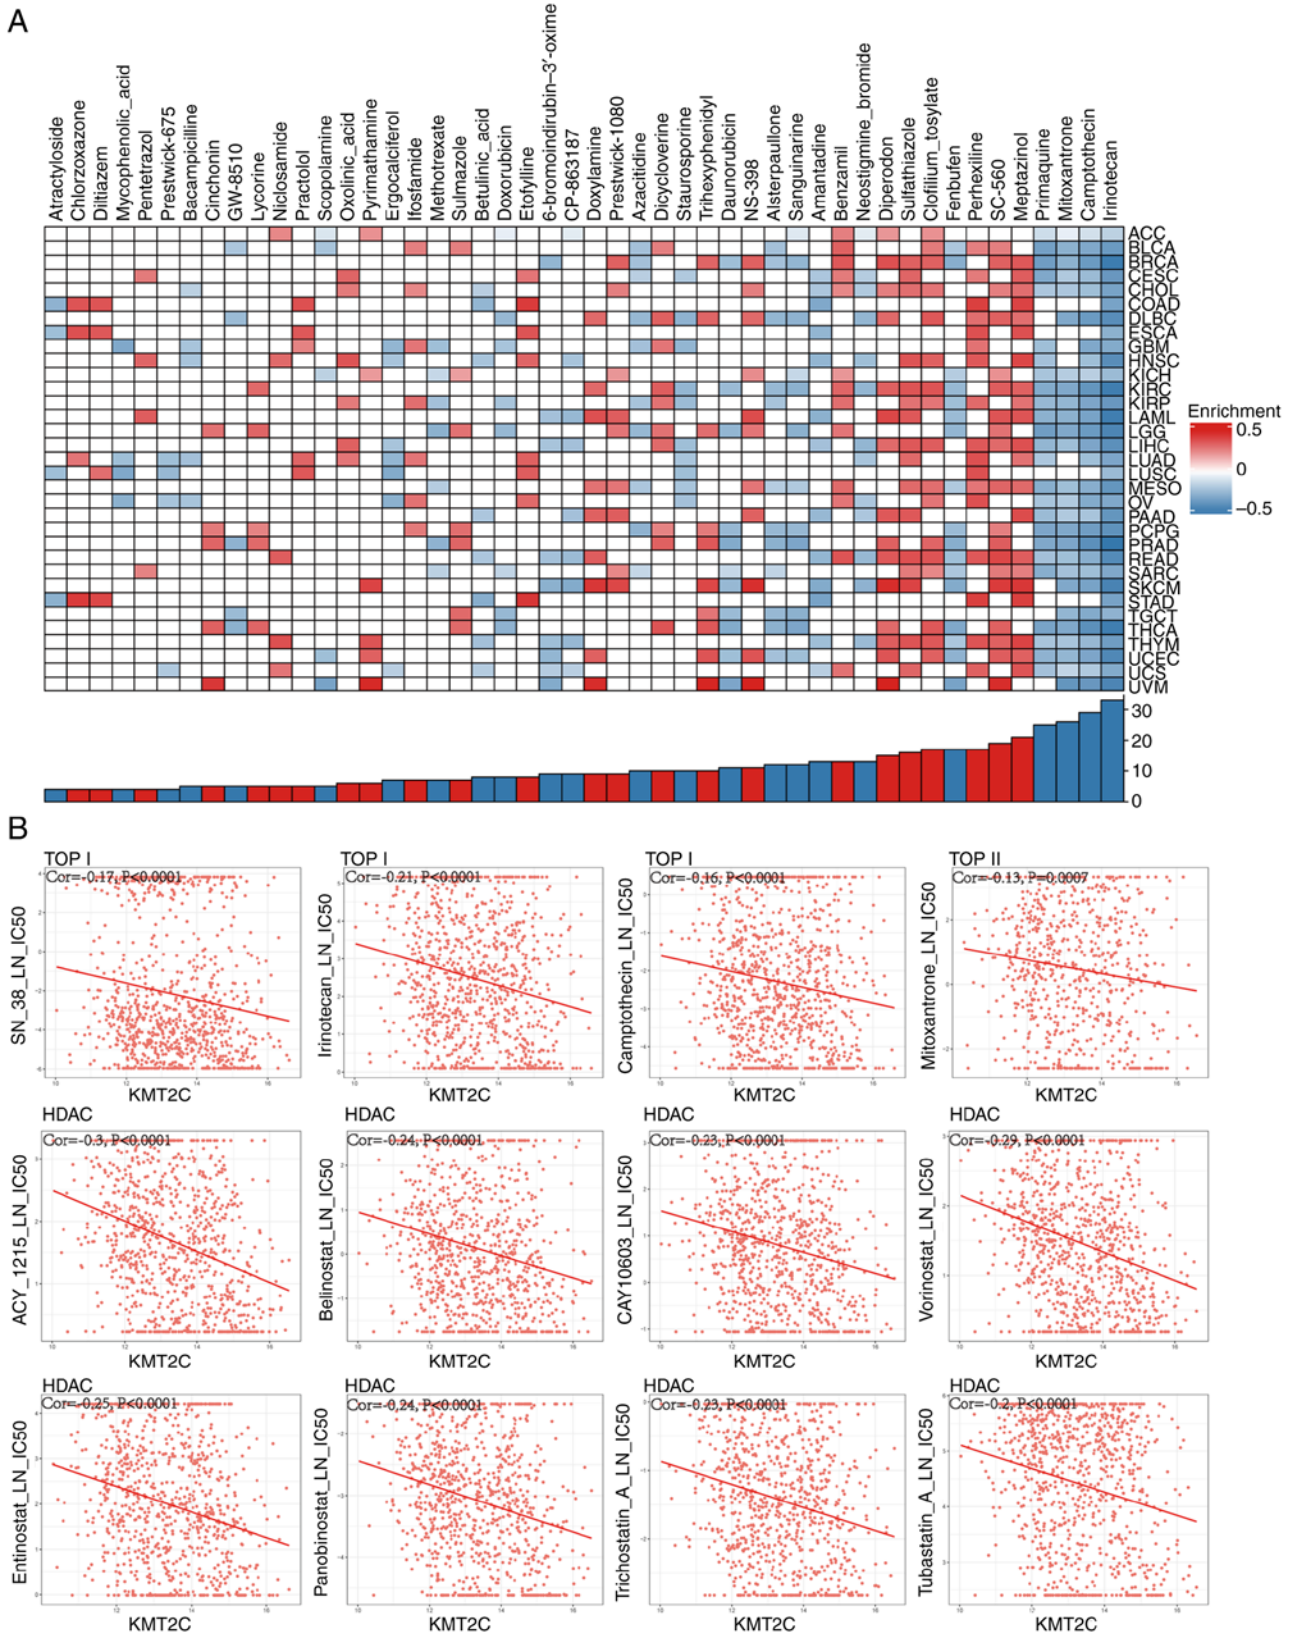 A
Atractyloside
Chlorzoxazone
Diltiazem
Mycophenolic_acid
Pentetrazol
Prestwick-675
Bacampicilline
Cinchonin
GW-8510
Lycorine
Niclosamide
Practolol
Scopolamine
Oxolinic_acid
Pyrimathamine
Ergocalciferol
Ifosfamide
Methotrexate
Sulmazole
Betulinic_acid
Doxorubicin
Etofylline
6-bromoindirubin-3'-oxime
CP-863187
Doxylamine
Prestwick-1080
Azacitidine
Dicycloverine
Staurosporine
Trihexyphenidyl
Daunorubicin
NS-398
Alsterpaullone
Sanguinarine
Amantadine
Benzamil
Neostigmine_bromide
Diperodon
Sulfathiazole
Clofilium_tosylate
Fenbufen
Perhexiline
SC-560
Meptazinol
Primaquine
Mitoxantrone
Camptothecin
Irinotecan
ACC
BLCA
BRCA
CESC
CHOL
COAD
DLBC
ESCA
GBM
HNSC
KICH
KIRC
KIRP
LAML
LGG
LIHC
LUAD
LUSC
MESO
OV
PAAD
PCPG
PRAD
READ
SARC
SKCM
STAD
TGCT
THCA
THYM
UCEC
UCS
UVM
Enrichment
0.5
0
−0.5
30
20
10
0
B
TOP I
Cor=-0.17, P<0.0001
SN_38_LN_IC50
KMT2C
TOP I
Cor=-0.21, P<0.0001
Irinotecan_LN_IC50
KMT2C
TOP I
Cor=-0.16, P<0.0001
Camptothecin_LN_IC50
KMT2C
TOP II
Cor=-0.13, P=0.0007
Mitoxantrone_LN_IC50
KMT2C
HDAC
Cor=-0.3, P<0.0001
ACY_1215_LN_IC50
KMT2C
Cor=-0.24, P<0.0001
Belinostat_LN_IC50
KMT2C
HDAC
Cor=-0.23, P<0.0001
CAY10603_LN_IC50
KMT2C
HDAC
Cor=-0.29, P<0.0001
Vorinostat_LN_IC50
KMT2C
HDAC
Cor=-0.25, P<0.0001
Entinostat_LN_IC50
KMT2C
HDAC
Cor=-0.24, P<0.0001
Panobinostat_LN_IC50
KMT2C
HDAC
Cor=-0.23, P<0.0001
Trichostatin_A_LN_IC50
KMT2C
HDAC
Cor=-0.2, P<0.0001
Tubastatin_A_LN_IC50
KMT2C